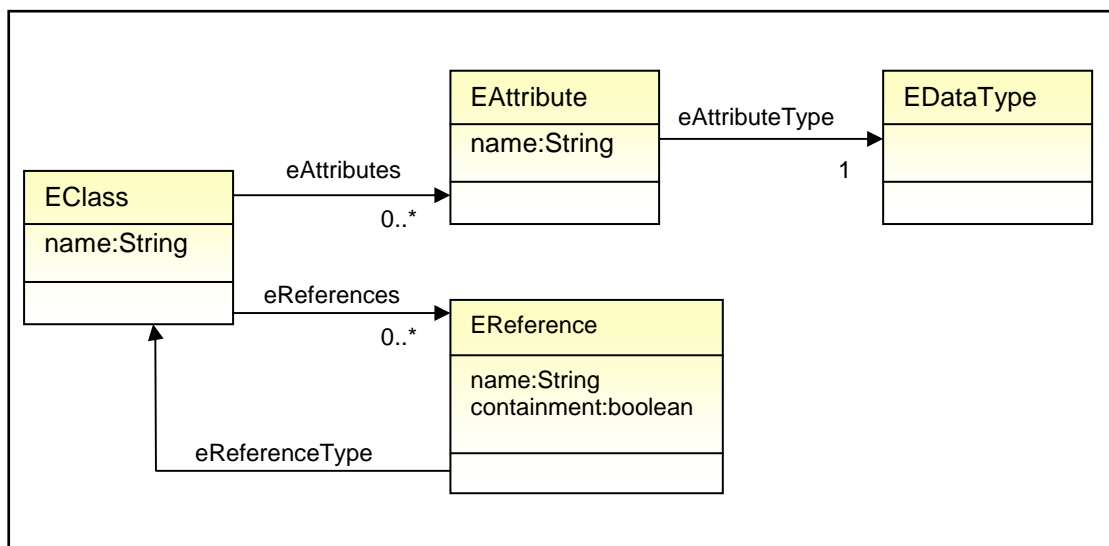 EAttribute
name:String
eAttributeType
1
EDataType
EClass
name:String
eAttributes
0..*
eReferences
0..*
EReference
name:String
containment:boolean
eReferenceType